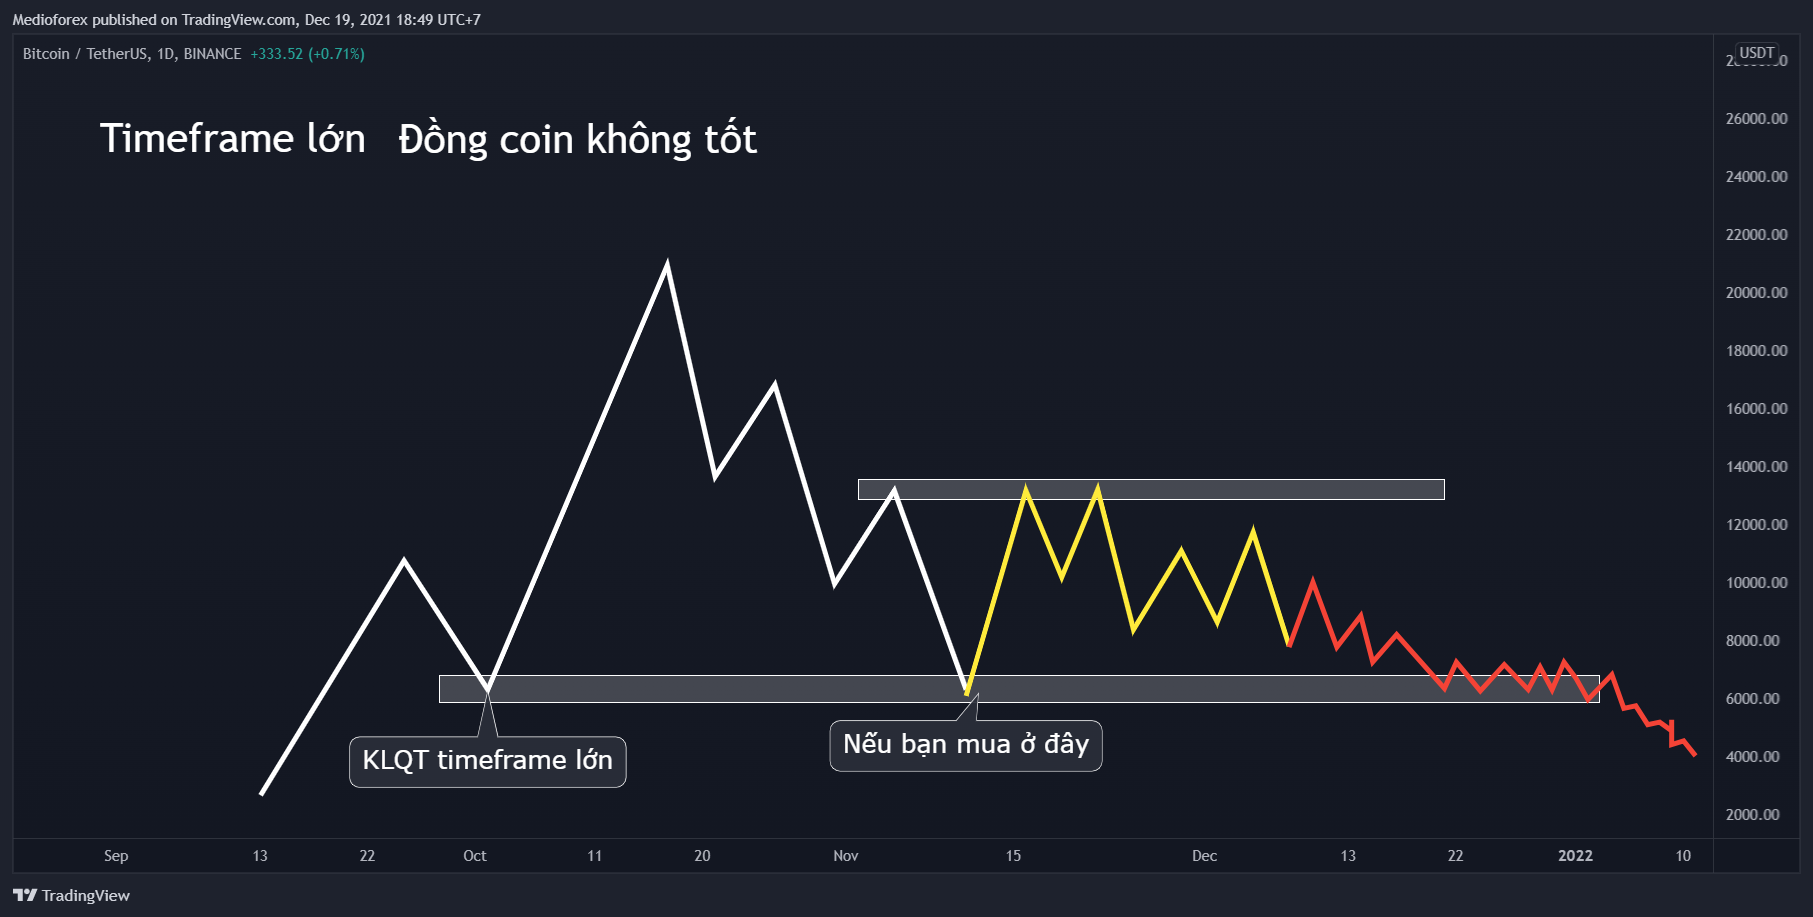 Medioforex published on TradingView.com, Dec 19, 2021 18:49 UTC+7
Bitcoin / TetherUS, 1D, BINANCE +333.52 (+0.71%)
USDT
Timeframe lớn Đồng coin không tốt
26000.00
24000.00
22000.00
20000.00
18000.00
16000.00
14000.00
12000.00
10000.00
8000.00
6000.00
4000.00
2000.00
KLQT timeframe lớn
Nếu bạn mua ở đây
Sep 13 22 Oct 11 20 Nov 15 Dec 13 22 2022 10
TradingView